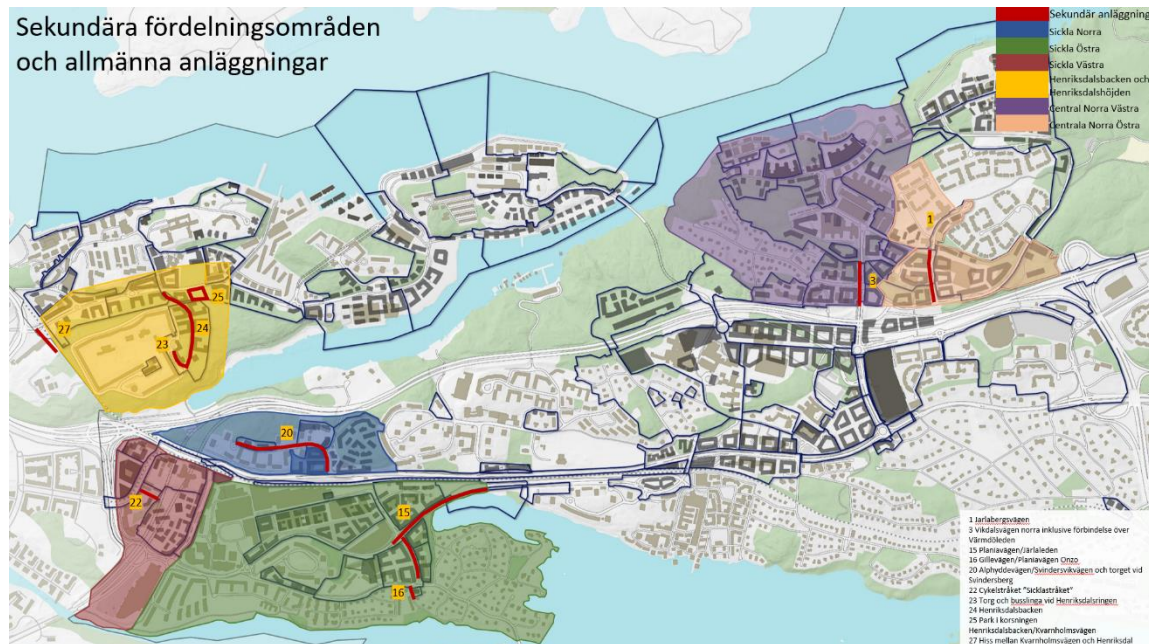 Sekundära fördelningsområden
och allmänna anläggningar
Sekundär anläggning
Sickla Norra
Sickla Östra
Sickla Västra
Henriksdalsbacken och
Henriksdalshöjden
Central Norra Västra
Centrala Norra Östra
1
3
25
27
24
23
20
22
15
16
1 Jarlabergsvägen
3 Vikdalsvägen norra inklusive förbindelse över
Värmdöleden
15 Planiavägen/Järlaleden
16 Gillevägen/Planiavägen Onzo
20 Alphyddevägen/Svindersvikvägen och torget vid
Svindersberg
22 Cykelstråket "Sicklastråket"
23 Torg och busslinga vid Henriksdalsringen
24 Henriksdalsbacken
25 Park i korsningen
Henriksdalsbacken/Kvarnholmsvägen
27 Hiss mellan Kvarnholmsvägen och Henriksdal